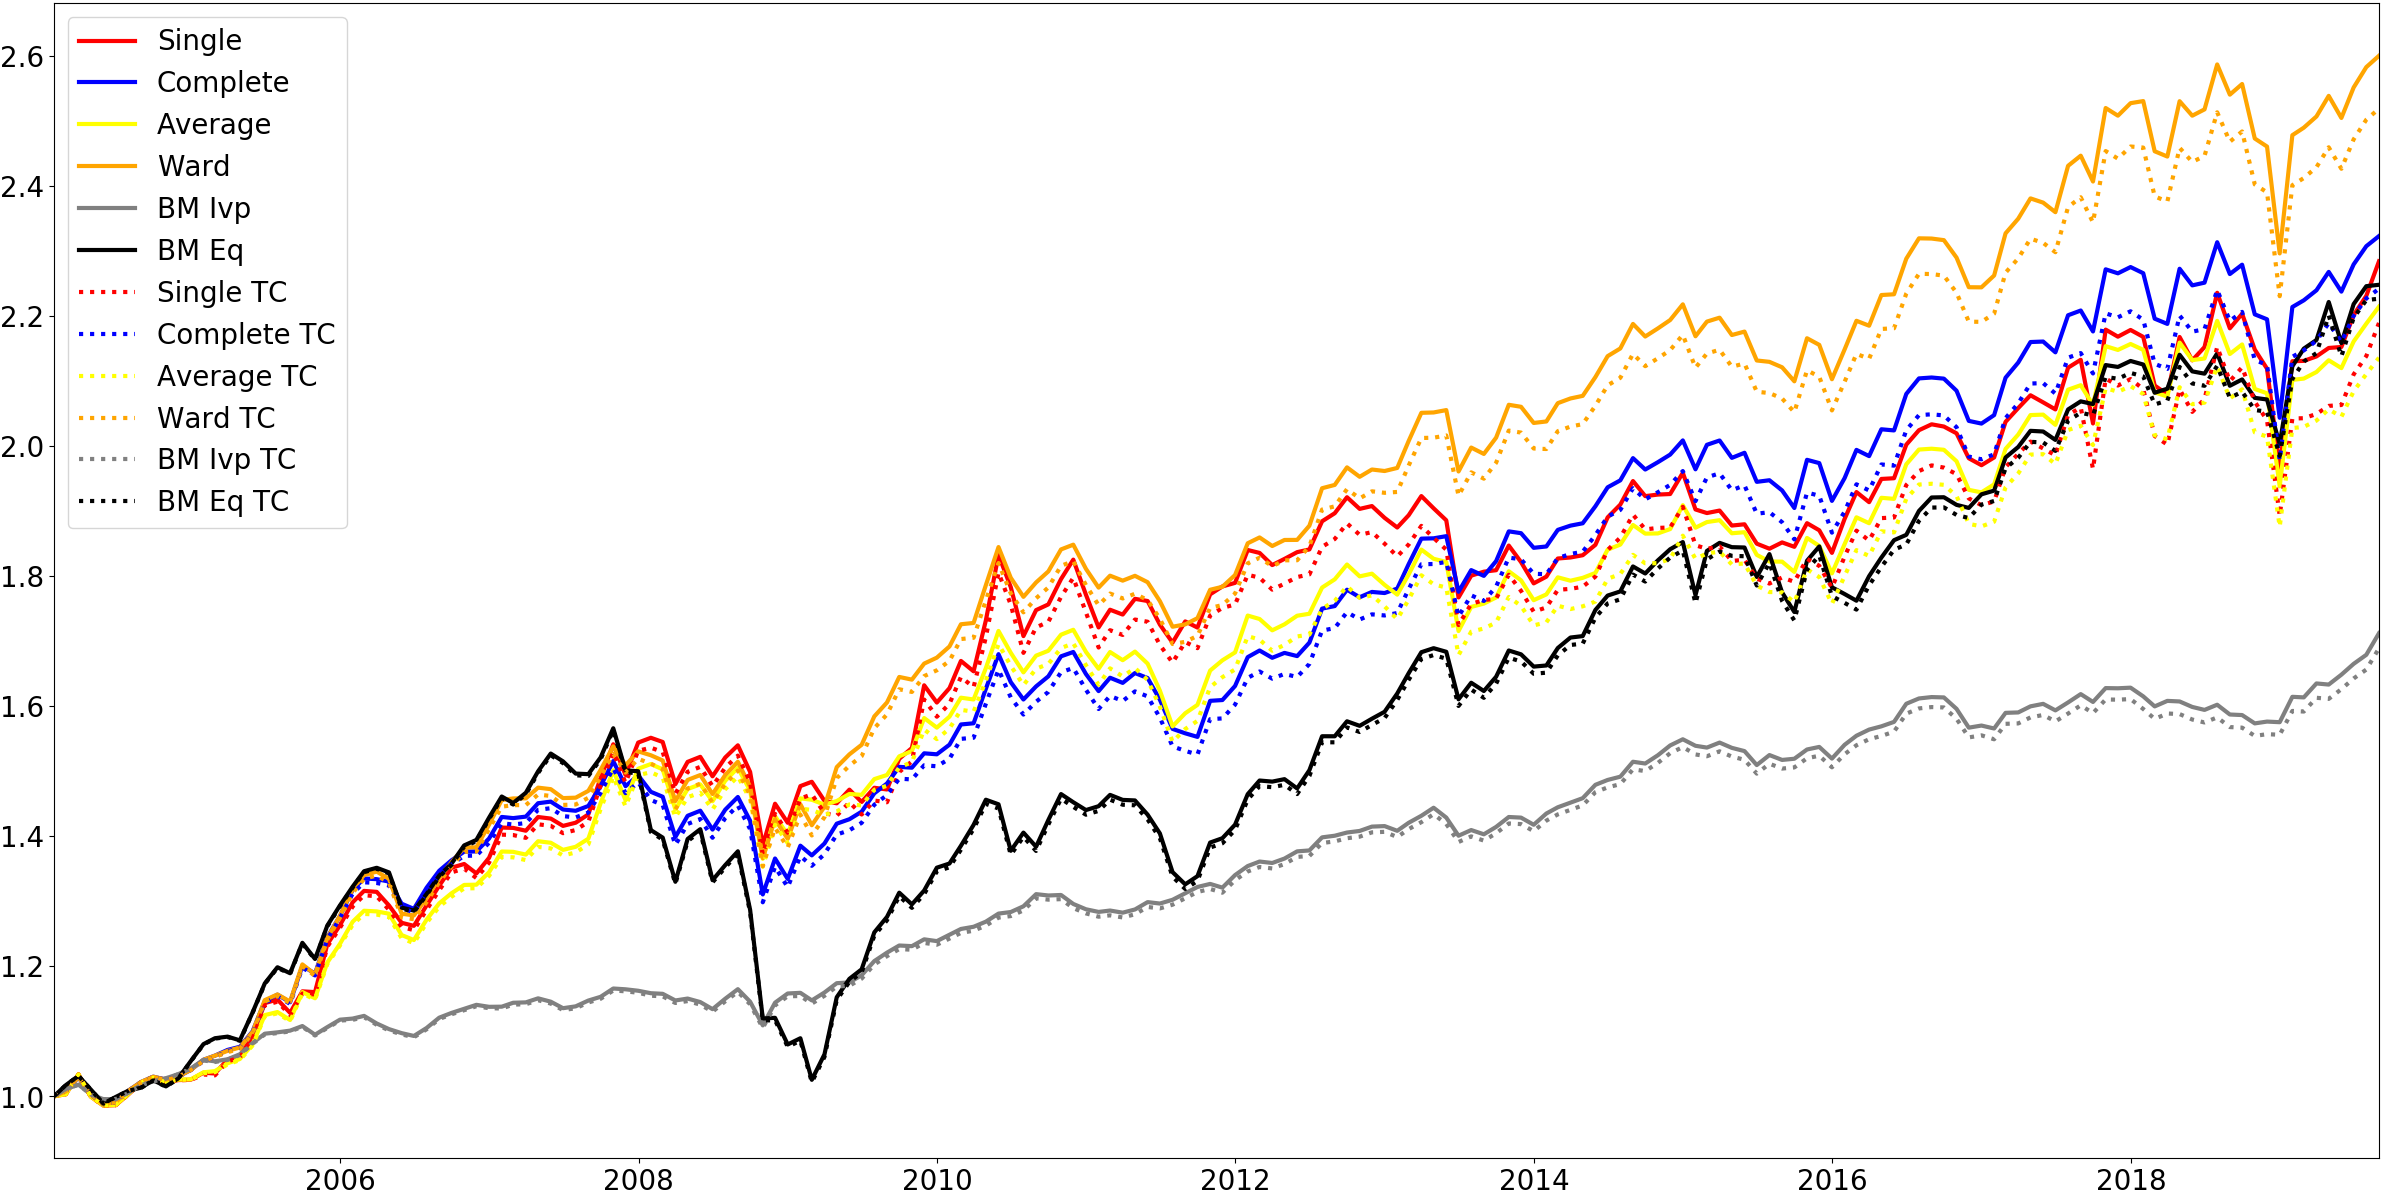 2.6
2.4
2.2
2.0
1.8
1.6
1.4
1.2
1.0
Single
Complete
Average
Ward
BM Ivp
BM Eq
Single TC
Complete TC
Average TC
Ward TC
BM Ivp TC
BM Eq TC
2006 2008 2010 2012 2014 2016 2018